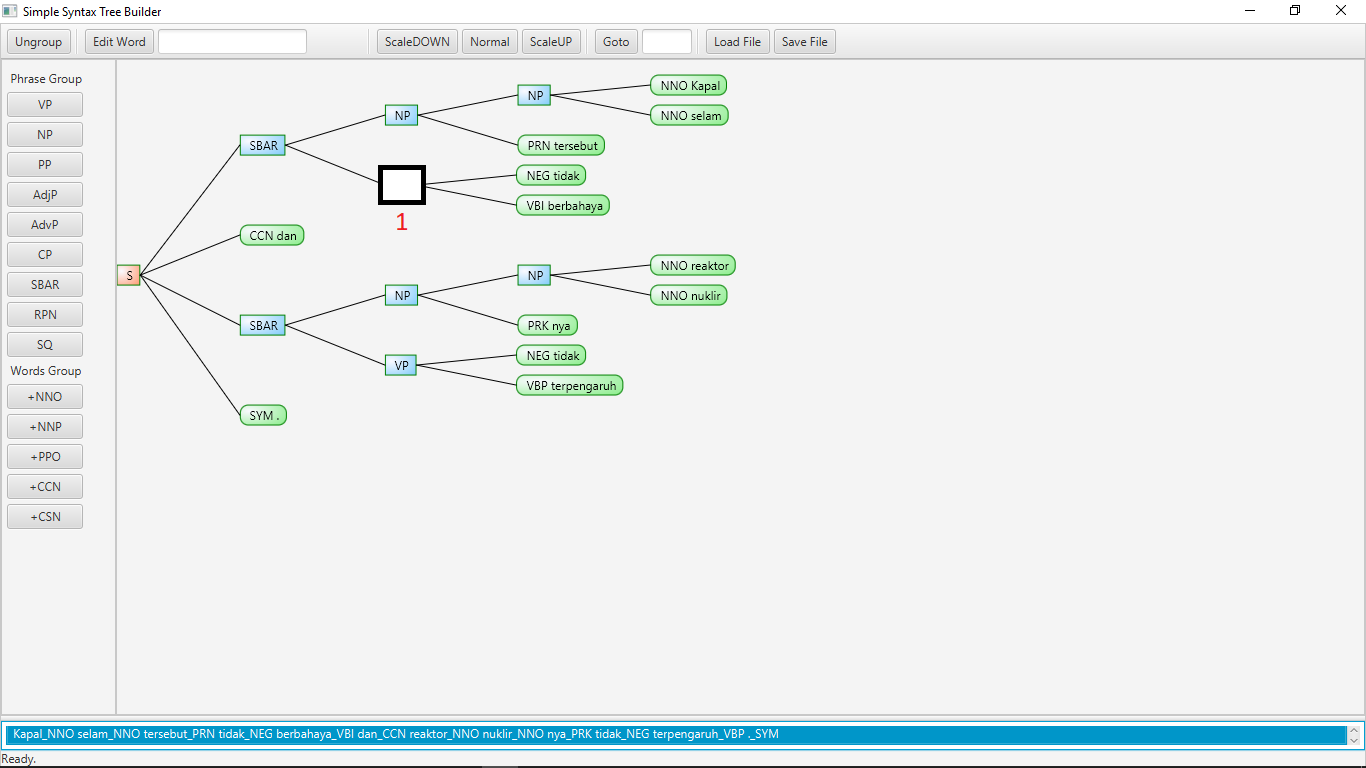 Simple Syntax Tree Builder
Ungroup Edit Word ScaleDOWN Normal ScaleUP Goto Load File Save File
Phrase Group
VP
NP
PP
AdjP
AdvP
CP
SBAR
RPN
SQ
Words Group
+NNO
+NNP
+PPO
+CCN
+CSN
NNO Kapal
NP
NP
NNO selam
SBAR
PRN tersebut
NEG tidak
VBI berbahaya
1
CCN dan
S
NNO reaktor
NP
NP
NNO nuklir
SBAR
PRK nya
NEG tidak
VP
VBP terpengaruh
SYM .
Kapal_NNO selam_NNO tersebut_PRN tidak_NEG berbahaya_VBI dan_CCN reaktor_NNO nuklir_NNO nya_PRK tidak_NEG terpengaruh_VBP ._SYM
Ready.